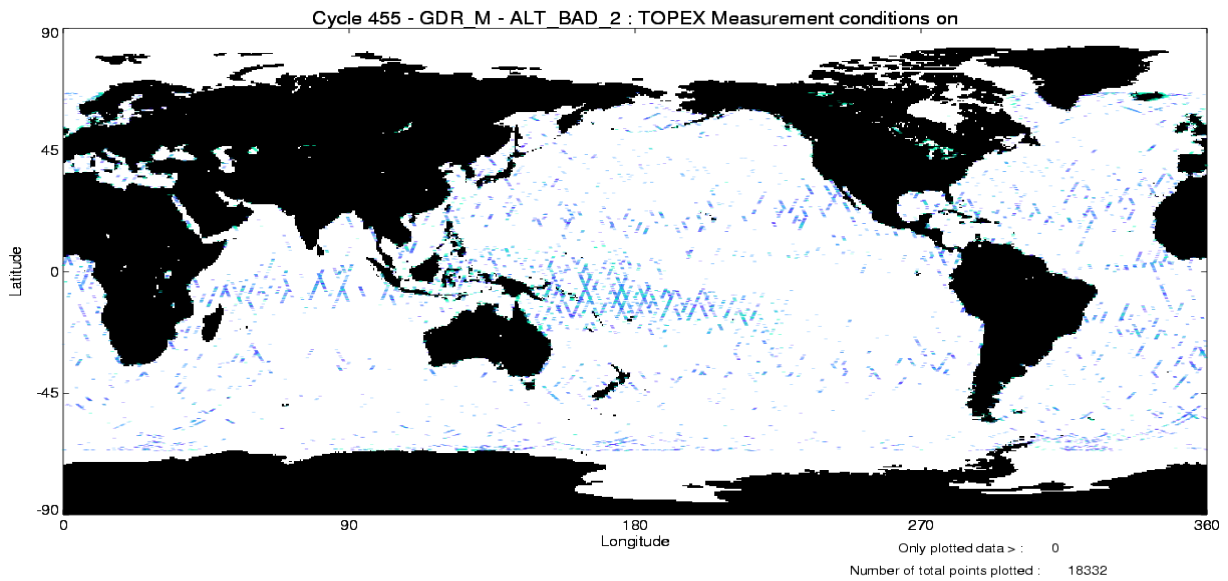 Cycle 455 - GDR_M - ALT_BAD_2 : TOPEX Measurement conditions on
90
45
0
-45
-90
Latitude
0 90 180 270 360
Longitude
Only plotted data > : 0
Number of total points plotted : 18332